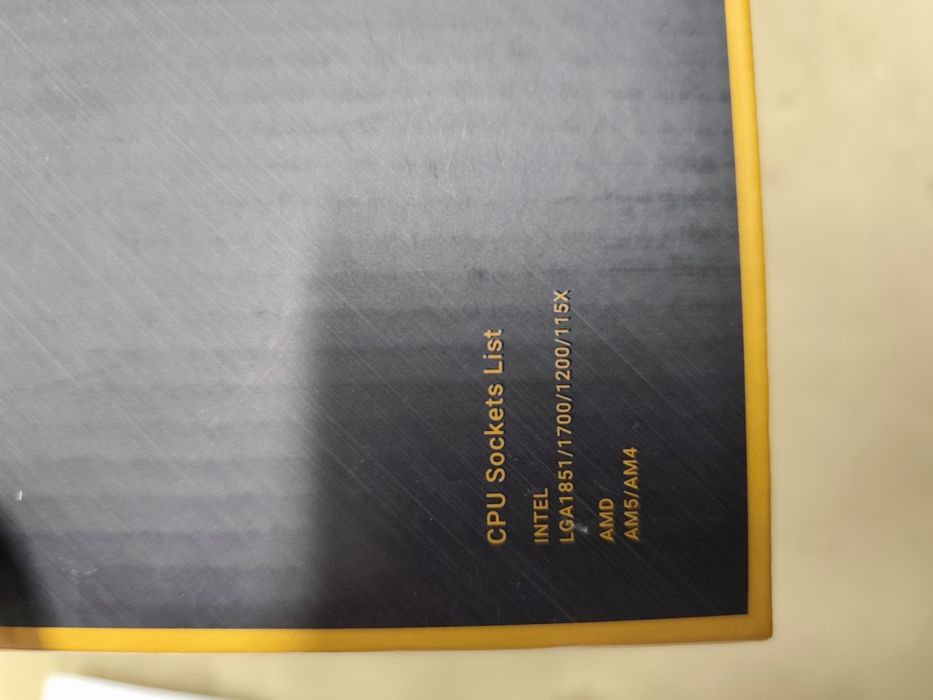 CPU Sockets List
INTEL
LGA1851/1700/1200/115X
AMD
AM5/AM4